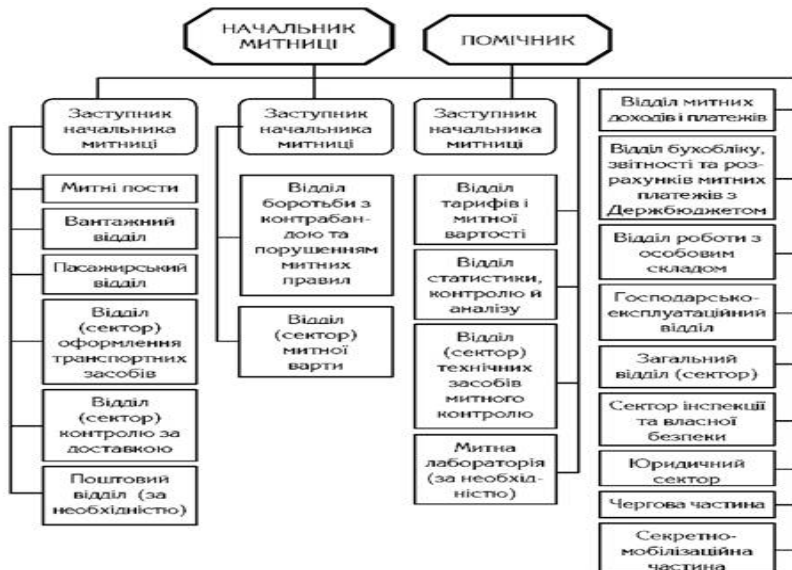 НАЧАЛЬНИК
МИТНИЦІ
ПОМІЧНИК
Заступник
начальника
митниці
Митні пости
Вантажний
відділ
Пасажирський
відділ
Відділ
(сектор)
оформлення
транспортних
засобів
Відділ
(сектор)
контролю за
доставкою
Поштовий
відділ (за
необхідністю)
Заступник
начальника
митниці
Відділ
боротьби з
контрабан-
дою та
порушенням
митних
правил
Відділ
(сектор)
митної
варти
Заступник
начальника
митниці
Відділ
тарифів і
митної
вартості
Відділ
статистики,
контролю й
аналізу
Відділ
(сектор)
технічних
засобів
митного
контролю
Митна
лабораторія
(за необхід-
ністю)
Відділ митних
доходів і платежів
Відділ бухобліку,
звітності та роз-
рахунків митних
платежів з
Держбюджетом
Відділ роботи з
особовим
складом
Господарсько-
експлуатаційний
відділ
Загальний
відділ (сектор)
Сектор інспекції
та власної
безпеки
Юридичний
сектор
Чергова частина
Секретно-
мобілізаційна
частина